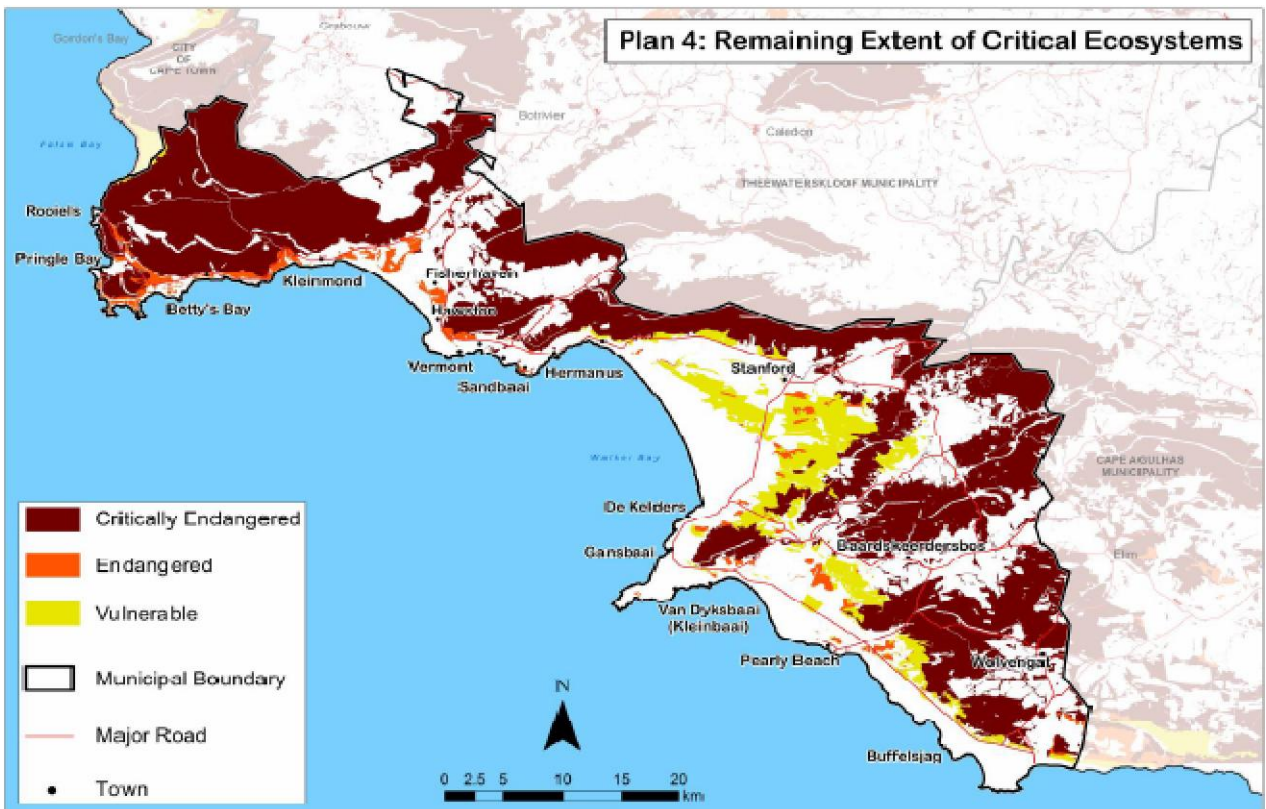 Plan 4: Remaining Extent of Critical Ecosystems
Gordon's Bay
CITY
OF
CAPE TOWN
Grabouw
Botrivier
Caledon
False Bay
THEEWATERSKLOOF MUNICIPALITY
Rooiels
Pringle Bay
Betty's Bay
Kleinmond
Fisherhaven
Hawston
Vermont
Sandbaai
Hermanus
Stanford
Walker Bay
CAPE AGULHAS
MUNICIPALITY
De Kelders
Gansbaai
Baardskeerdersbos
Elim
Van Dyksbaai
(Kleinbaai)
Pearly Beach
Wolvengat
Buffelsjag
Critically Endangered
Endangered
Vulnerable
Municipal Boundary
Major Road
Town
N
0 2.5 5 10 15 20
km